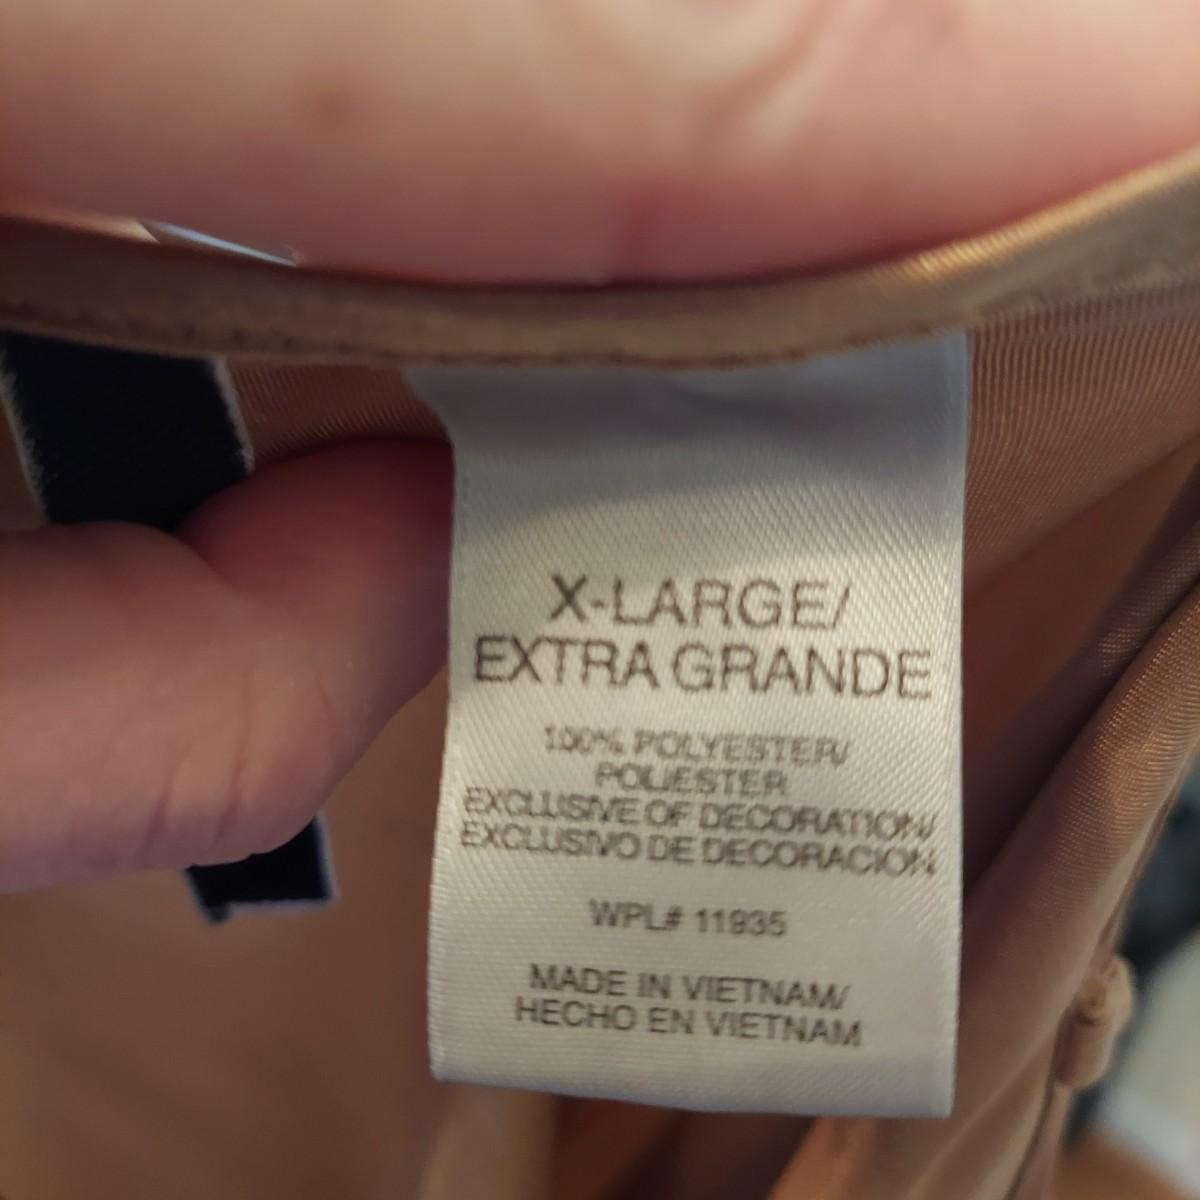 X-LARGE/
EXTRA GRANDE
100% POLYESTER/
POLIESTER
EXCLUSIVE OF DECORATION/
EXCLUSIVO DE DECORACION
WPL# 11935
MADE IN VIETNAM/
HECHO EN VIETNAM